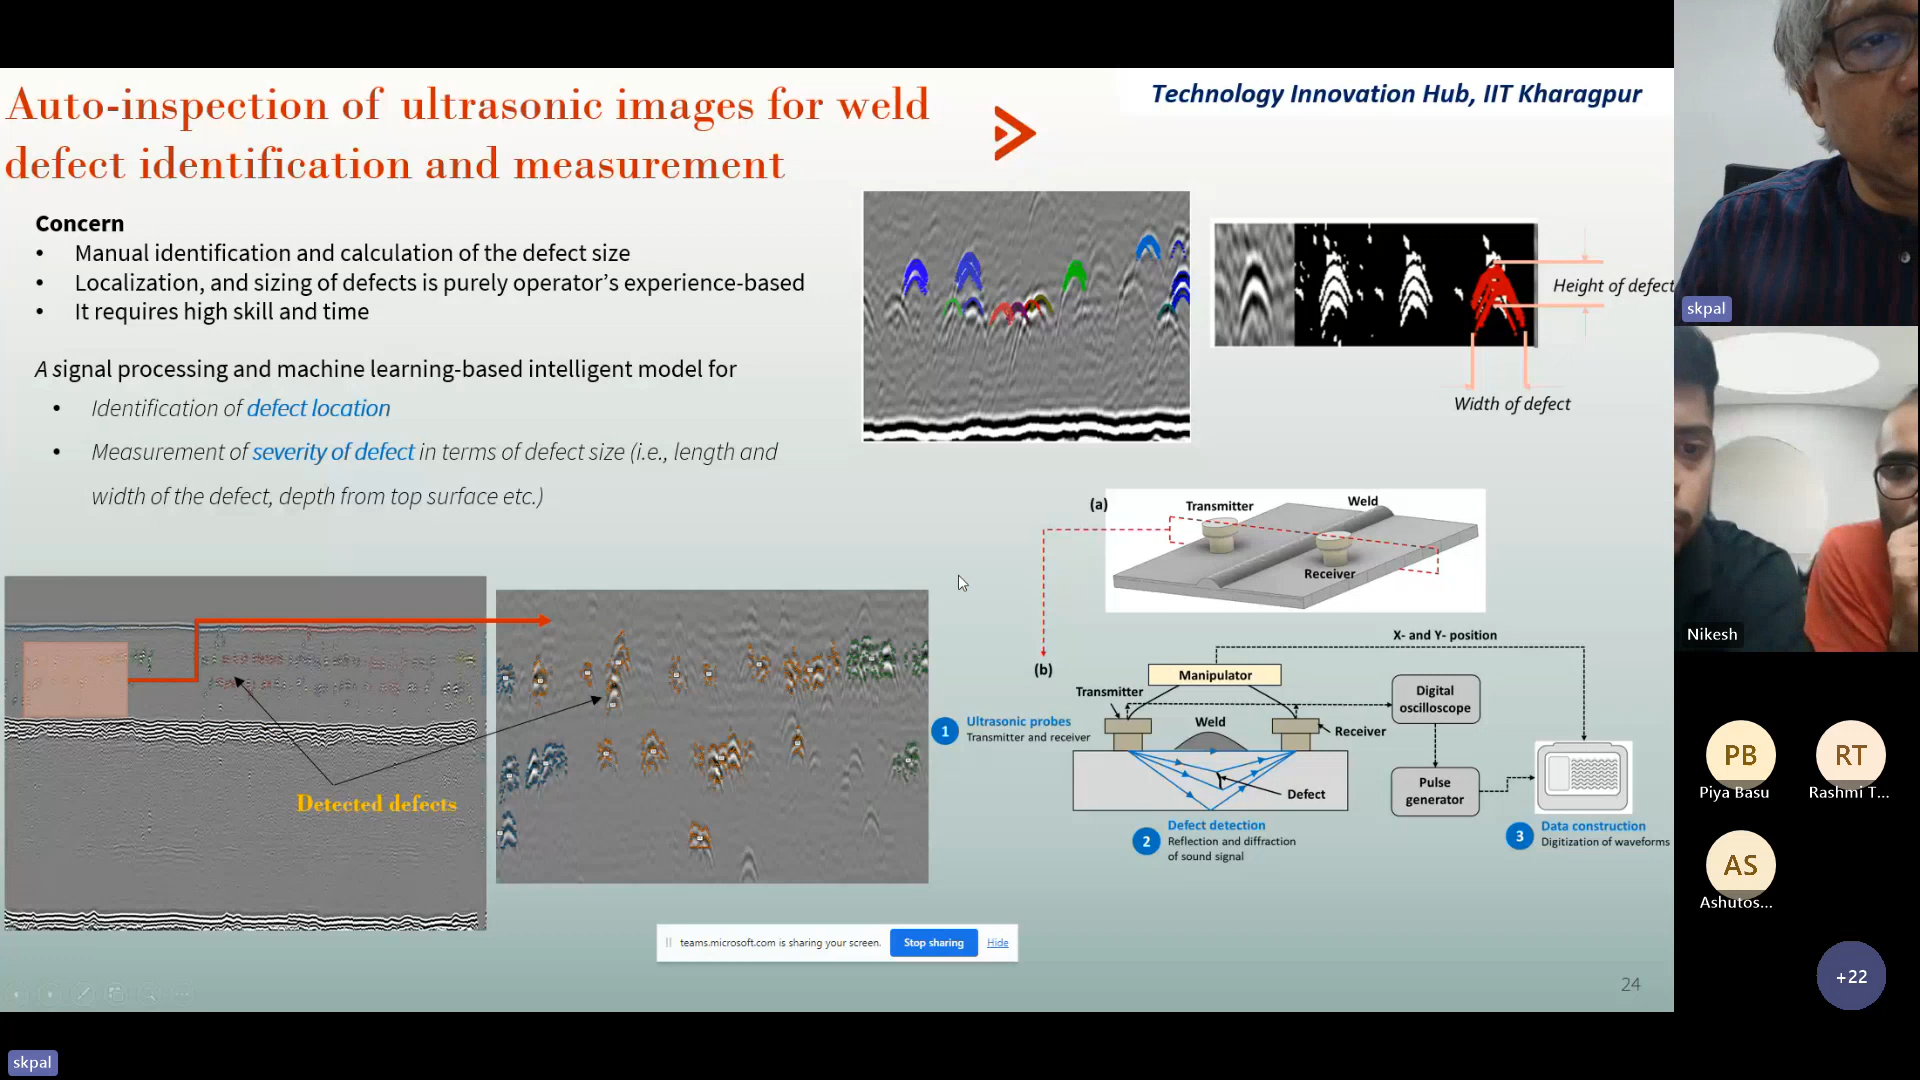 Auto-inspection of ultrasonic images for weld
defect identification and measurement
Technology Innovation Hub, IIT Kharagpur
Concern
• Manual identification and calculation of the defect size
• Localization, and sizing of defects is purely operator’s experience-based
• It requires high skill and time
A signal processing and machine learning-based intelligent model for
• Identification of defect location
• Measurement of severity of defect in terms of defect size (i.e., length and
width of the defect, depth from top surface etc.)
Height of defect
Width of defect
Detected defects
(a)
Transmitter
Weld
Receiver
(b)
X- and Y- position
Manipulator
Transmitter
Weld
Receiver
Digital
oscilloscope
Pulse
generator
Defect
1 Ultrasonic probes
Transmitter and receiver
2 Defect detection
Reflection and diffraction
of sound signal
3 Data construction
Digitization of waveforms
teams.microsoft.com is sharing your screen. Stop sharing Hide
24
skpal
skpal
Nikesh
PB
Piya Basu
RT
Rashmi T...
AS
Ashutos...
+22